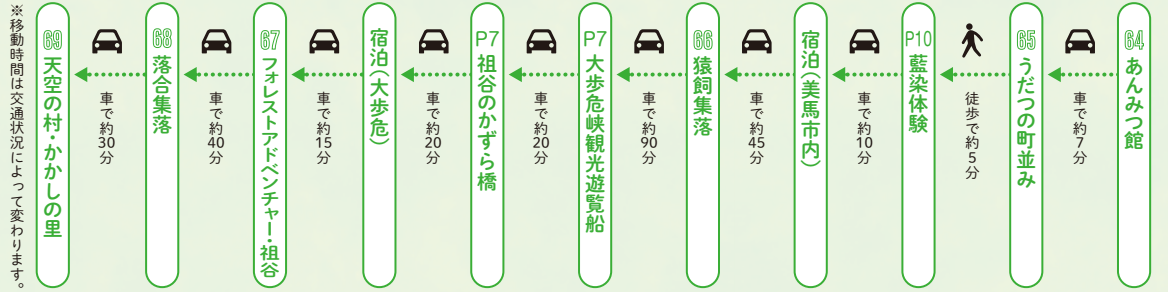 64 あんみつ館
車で約7分
65 うだつの町並み
徒歩で約5分
P10 藍染体験
車で約10分
宿泊(美馬市内)
車で約45分
66 猿飼集落
車で約90分
P7 大歩危峡観光遊覧船
車で約20分
P7 祖谷のかずら橋
車で約20分
宿泊(大歩危)
車で約15分
67 フォレストアドベンチャー・祖谷
車で約40分
68 落合集落
車で約30分
69 天空の村・かかしの里
※移動時間は交通状況によって変わります。